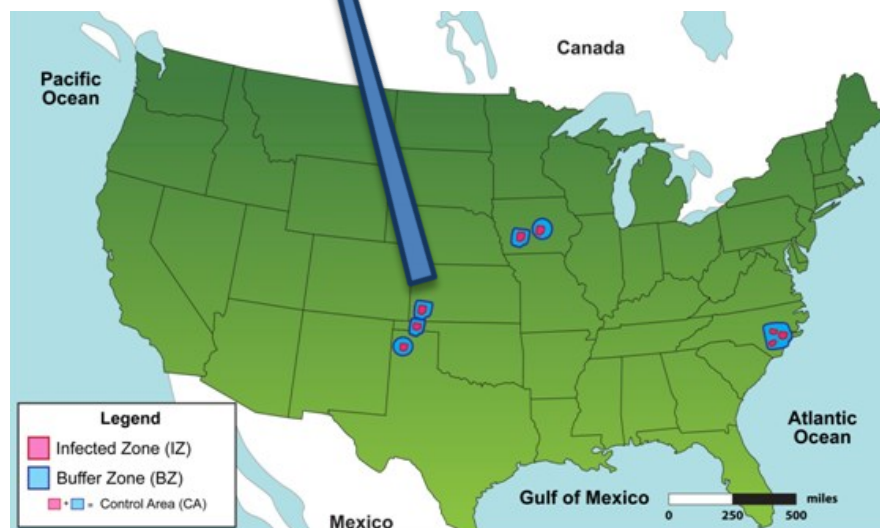 Canada
Pacific
Ocean
Legend
Infected Zone (IZ)
Buffer Zone (BZ)
+ = Control Area (CA)
Atlantic
Ocean
Gulf of Mexico
miles
0 250 500
Mexico